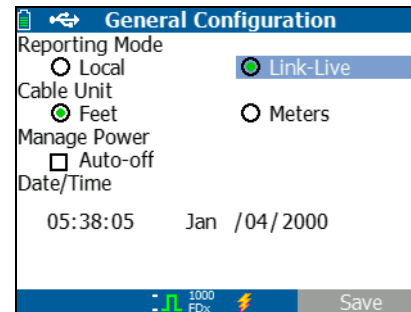 General Configuration
Reporting Mode
Local Link-Live
Cable Unit
Feet Meters
Manage Power
Auto-off
Date/Time
05:38:05 Jan /04/2000
1000
FDx Save